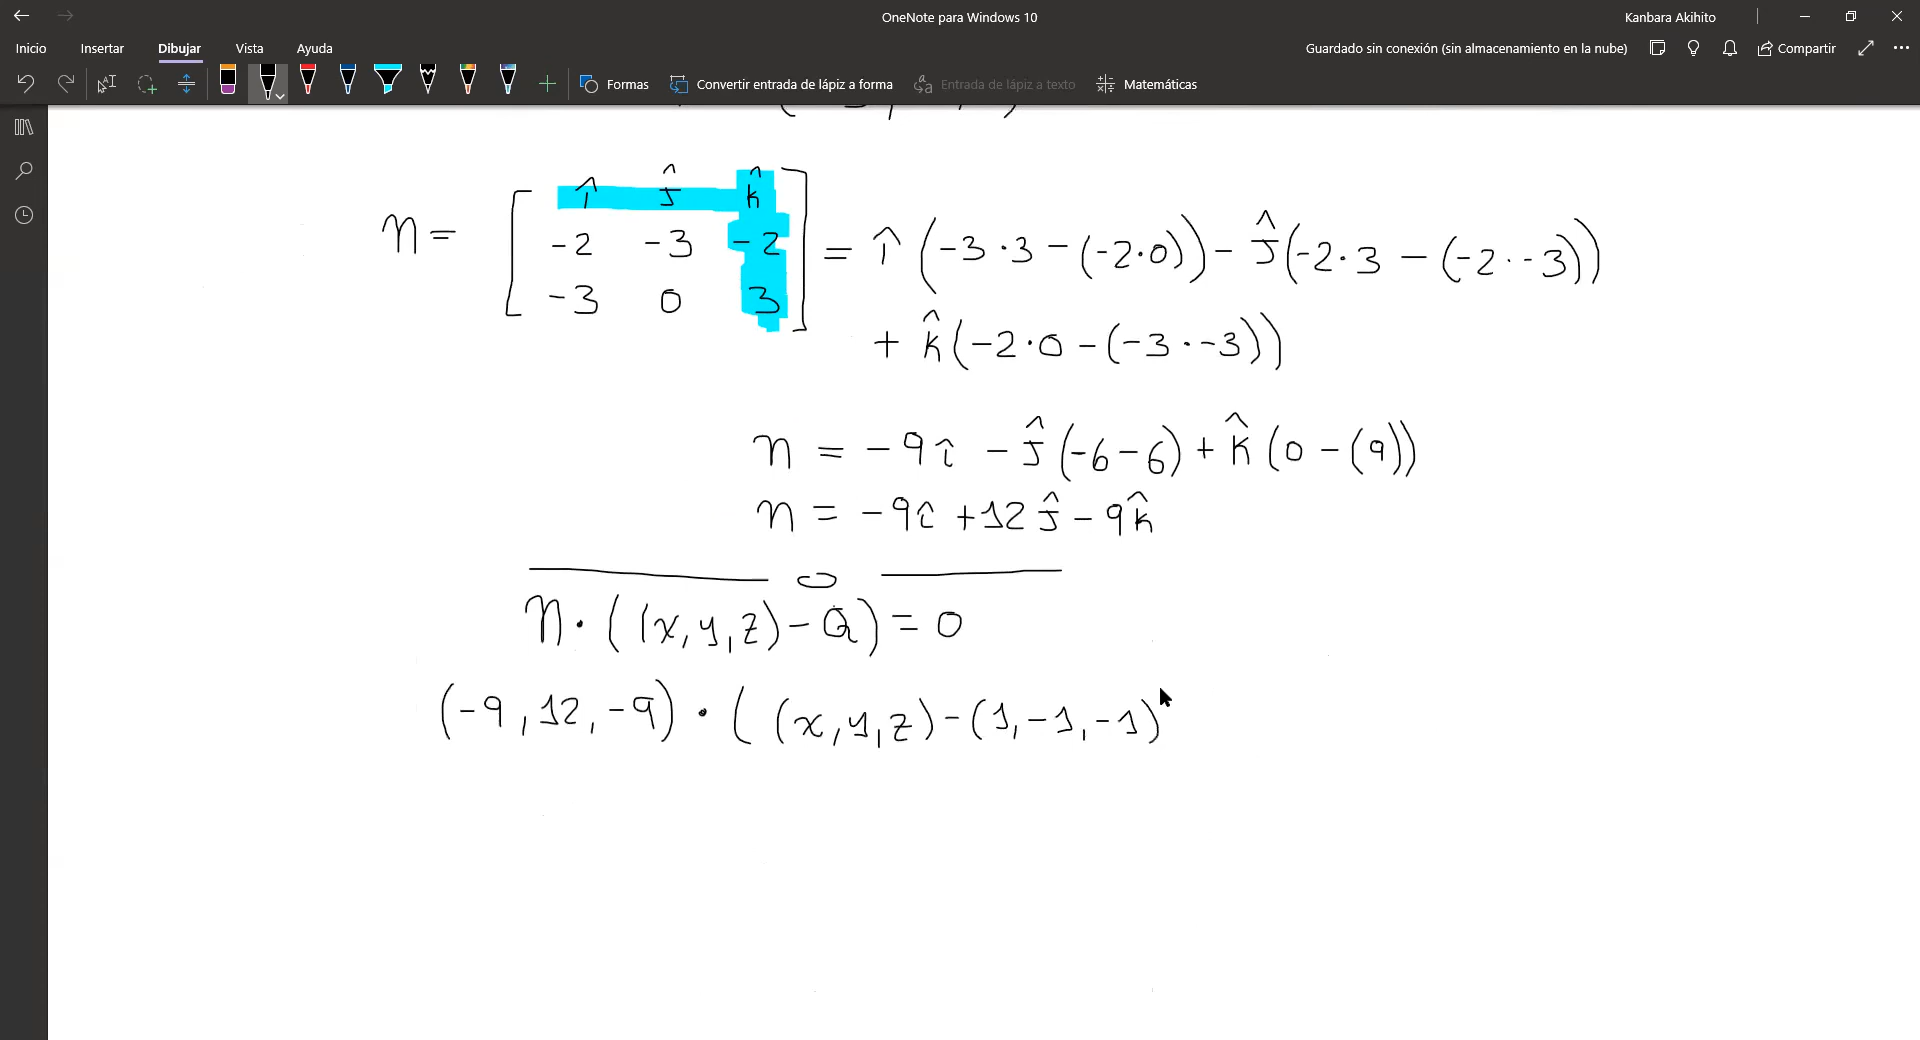 OneNote para Windows 10
Kanbara Akihito
Inicio Insertar Dibujar Vista Ayuda
Guardado sin conexión (sin almacenamiento en la nube) Compartir
Formas Convertir entrada de lápiz a forma Entrada de lápiz a texto Matemáticas
î ĵ k̂
n = [ -2 -3 -2 ] = î (-3·3 - (-2·0)) - ĵ(-2·3 - (-2·-3))
-3 0 3
+ k̂(-2·0 - (-3·-3))
n = -9î - ĵ(-6-6) + k̂(0-(9))
n = -9î +12ĵ - 9k̂
n·((x,y,z)-Q) = 0
(-9,12,-9)·((x,y,z)-(1,-1,-1)